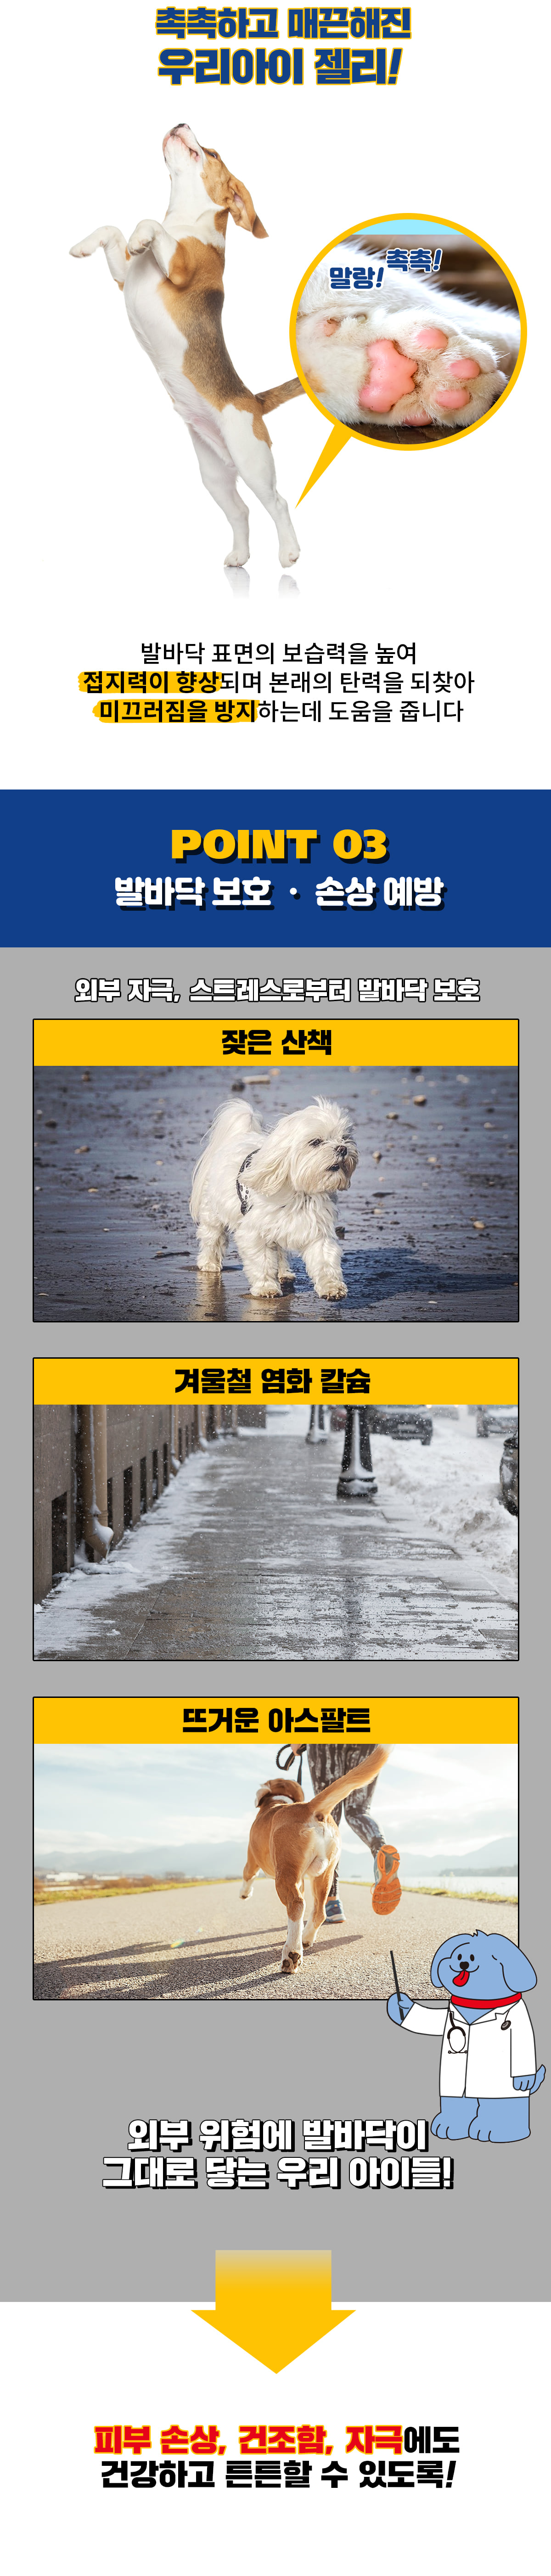 촉촉하고 매끈해진
우리아이 젤리!
말랑! 촉촉!
발바닥 표면의 보습력을 높여
접지력이 향상되며 본래의 탄력을 되찾아
미끄러짐을 방지하는데 도움을 줍니다
POINT 03
발바닥 보호 · 손상 예방
외부 자극, 스트레스로부터 발바닥 보호
잦은 산책
겨울철 염화 칼슘
뜨거운 아스팔트
외부 위험에 발바닥이
그대로 닿는 우리 아이들!
피부 손상, 건조함, 자극에도
건강하고 튼튼할 수 있도록!